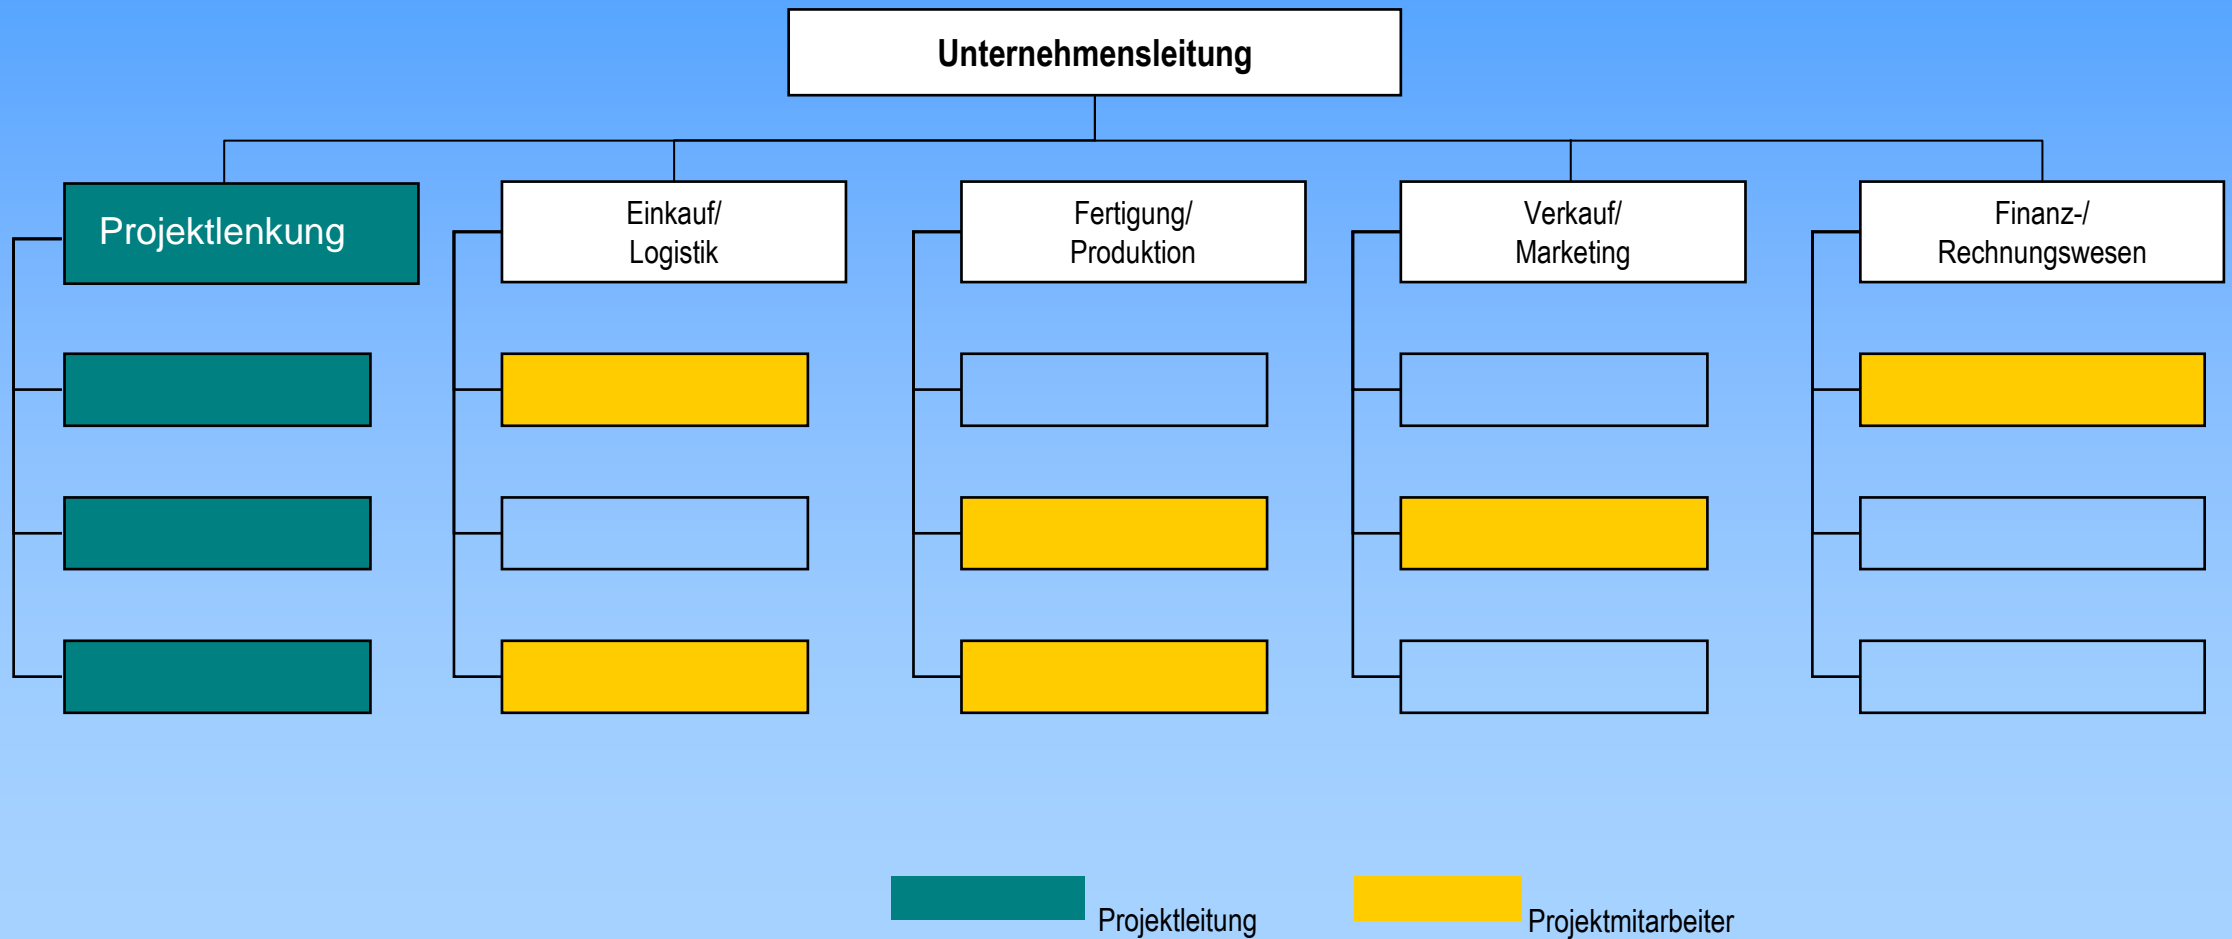 Unternehmensleitung
Projektlenkung
Einkauf/
Logistik
Fertigung/
Produktion
Verkauf/
Marketing
Finanz-/
Rechnungswesen
Projektleitung
Projektmitarbeiter